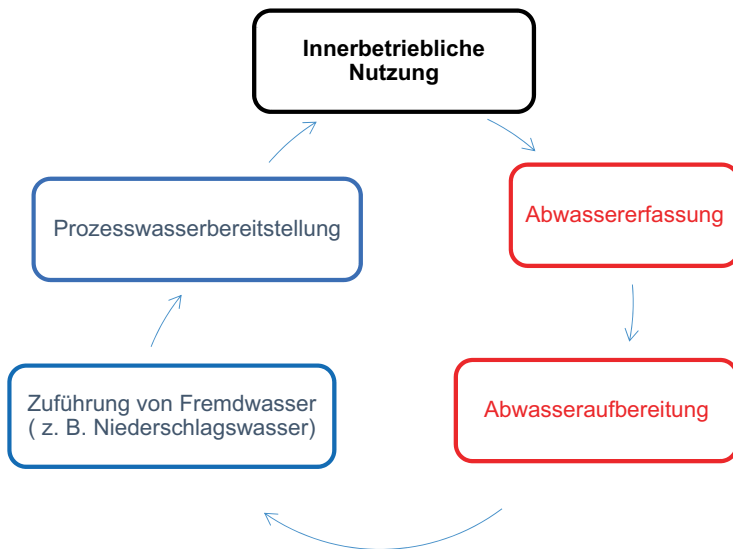 Innerbetriebliche
Nutzung
Prozesswasserbereitstellung
Abwassererfassung
Zuführung von Fremdwasser
( z. B. Niederschlagswasser)
Abwasseraufbereitung